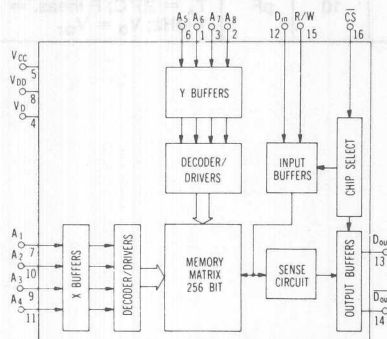 A5 A6 A7 A8 Din R/W CS
6 1 3 2 12 15 16
VCC
5
VDD
8
VD
4
Y BUFFERS
DECODER/
DRIVERS
INPUT
BUFFERS
CHIP SELECT
A1
7
A2
10
A3
9
A4
11
X BUFFERS
DECODER/DRIVERS
MEMORY
MATRIX
256 BIT
SENSE
CIRCUIT
OUTPUT BUFFERS
Dou
13
Dou
14